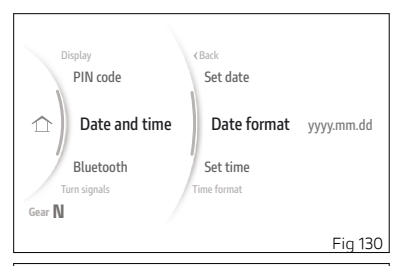 Display
‹Back
PIN code
Set date
Date and time
Date format
yyyy.mm.dd
Bluetooth
Set time
Turn signals
Time format
Gear N
Fig 130